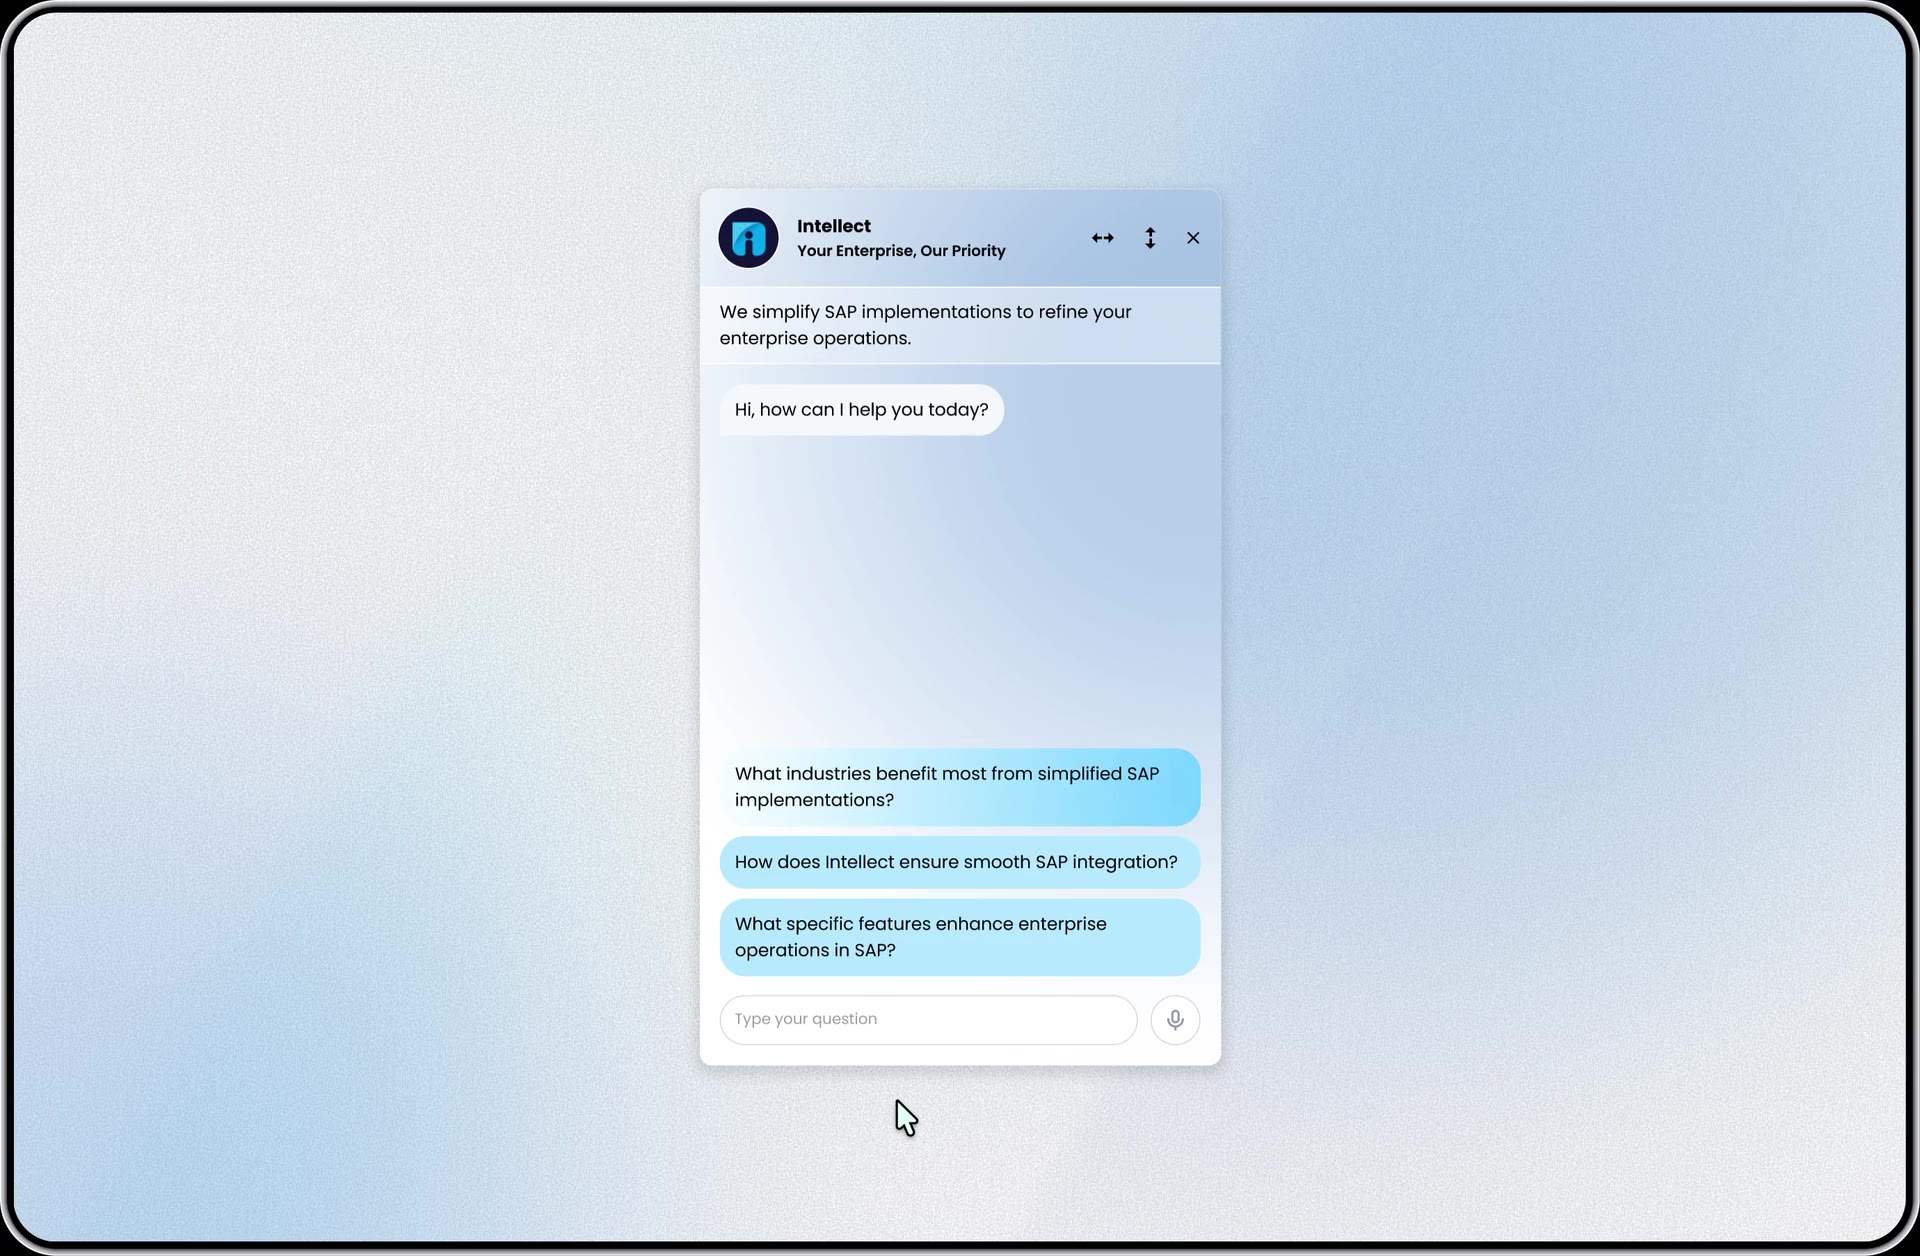 Intellect
Your Enterprise, Our Priority
We simplify SAP implementations to refine your
enterprise operations.
Hi, how can I help you today?
What industries benefit most from simplified SAP
implementations?
How does Intellect ensure smooth SAP integration?
What specific features enhance enterprise
operations in SAP?
Type your question